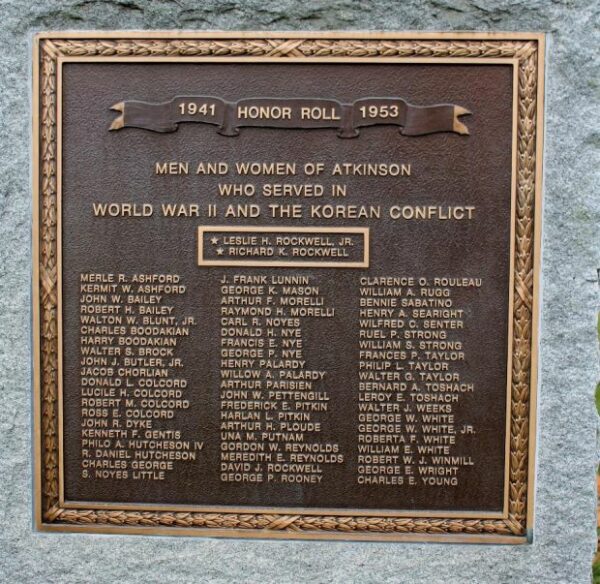 1941 HONOR ROLL 1953
MEN AND WOMEN OF ATKINSON
WHO SERVED IN
WORLD WAR II AND THE KOREAN CONFLICT
★ LESLIE H. ROCKWELL, JR.
★ RICHARD K. ROCKWELL
MERLE R. ASHFORD
KERMIT W. ASHFORD
JOHN W. BAILEY
ROBERT H. BAILEY
WALTON W. BLUNT, JR.
CHARLES BOODAKIAN
HARRY BOODAKIAN
WALTER S. BROCK
JOHN J. BUTLER, JR.
JACOB CHORLIAN
DONALD L. COLCORD
LUCILE H. COLCORD
ROBERT M. COLCORD
ROSS E. COLCORD
JOHN R. DYKE
KENNETH F. GENTIS
PHILO A. HUTCHESON IV
R. DANIEL HUTCHESON
CHARLES GEORGE
S. NOYES LITTLE
J. FRANK LUNNIN
GEORGE K. MASON
ARTHUR F. MORELLI
RAYMOND H. MORELLI
CARL R. NOYES
DONALD H. NYE
FRANCIS E. NYE
GEORGE P. NYE
HENRY PALARDY
WILLOW A. PALARDY
ARTHUR PARISIEN
JOHN W. PETTENGILL
FREDERICK E. PITKIN
HARLAN L. PITKIN
ARTHUR H. PLOUDE
UNA M. PUTNAM
GORDON W. REYNOLDS
MEREDITH E. REYNOLDS
DAVID J. ROCKWELL
GEORGE P. ROONEY
CLARENCE O. ROULEAU
WILLIAM A. RUGG
BENNIE SABATINO
HENRY A. SEARIGHT
WILFRED C. SENTER
RUEL P. STRONG
WILLIAM S. STRONG
FRANCES P. TAYLOR
PHILIP L. TAYLOR
WALTER G. TAYLOR
BERNARD A. TOSHACH
LEROY E. TOSHACH
WALTER J. WEEKS
GEORGE W. WHITE
GEORGE W. WHITE, JR.
ROBERTA F. WHITE
WILLIAM E. WHITE
ROBERT W. J. WINMILL
GEORGE E. WRIGHT
CHARLES E. YOUNG